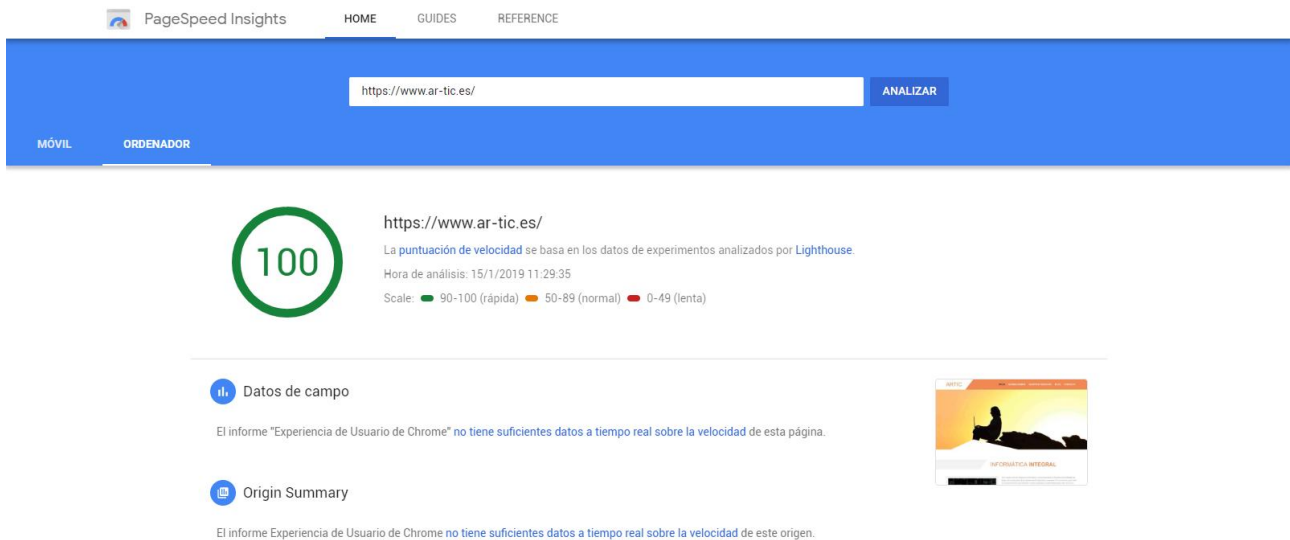 PageSpeed Insights
HOME
GUIDES
REFERENCE
https://www.ar-tic.es/
ANALIZAR
MÓVIL
ORDENADOR
100
https://www.ar-tic.es/
La puntuación de velocidad se basa en los datos de experimentos analizados por Lighthouse.
Hora de análisis: 15/1/2019 11:29:35
Scale: 90-100 (rápida) 50-89 (normal) 0-49 (lenta)
Datos de campo
El informe "Experiencia de Usuario de Chrome" no tiene suficientes datos a tiempo real sobre la velocidad de esta página.
INFORMÁTICA INTEGRAL
Origin Summary
El informe Experiencia de Usuario de Chrome no tiene suficientes datos a tiempo real sobre la velocidad de este origen.